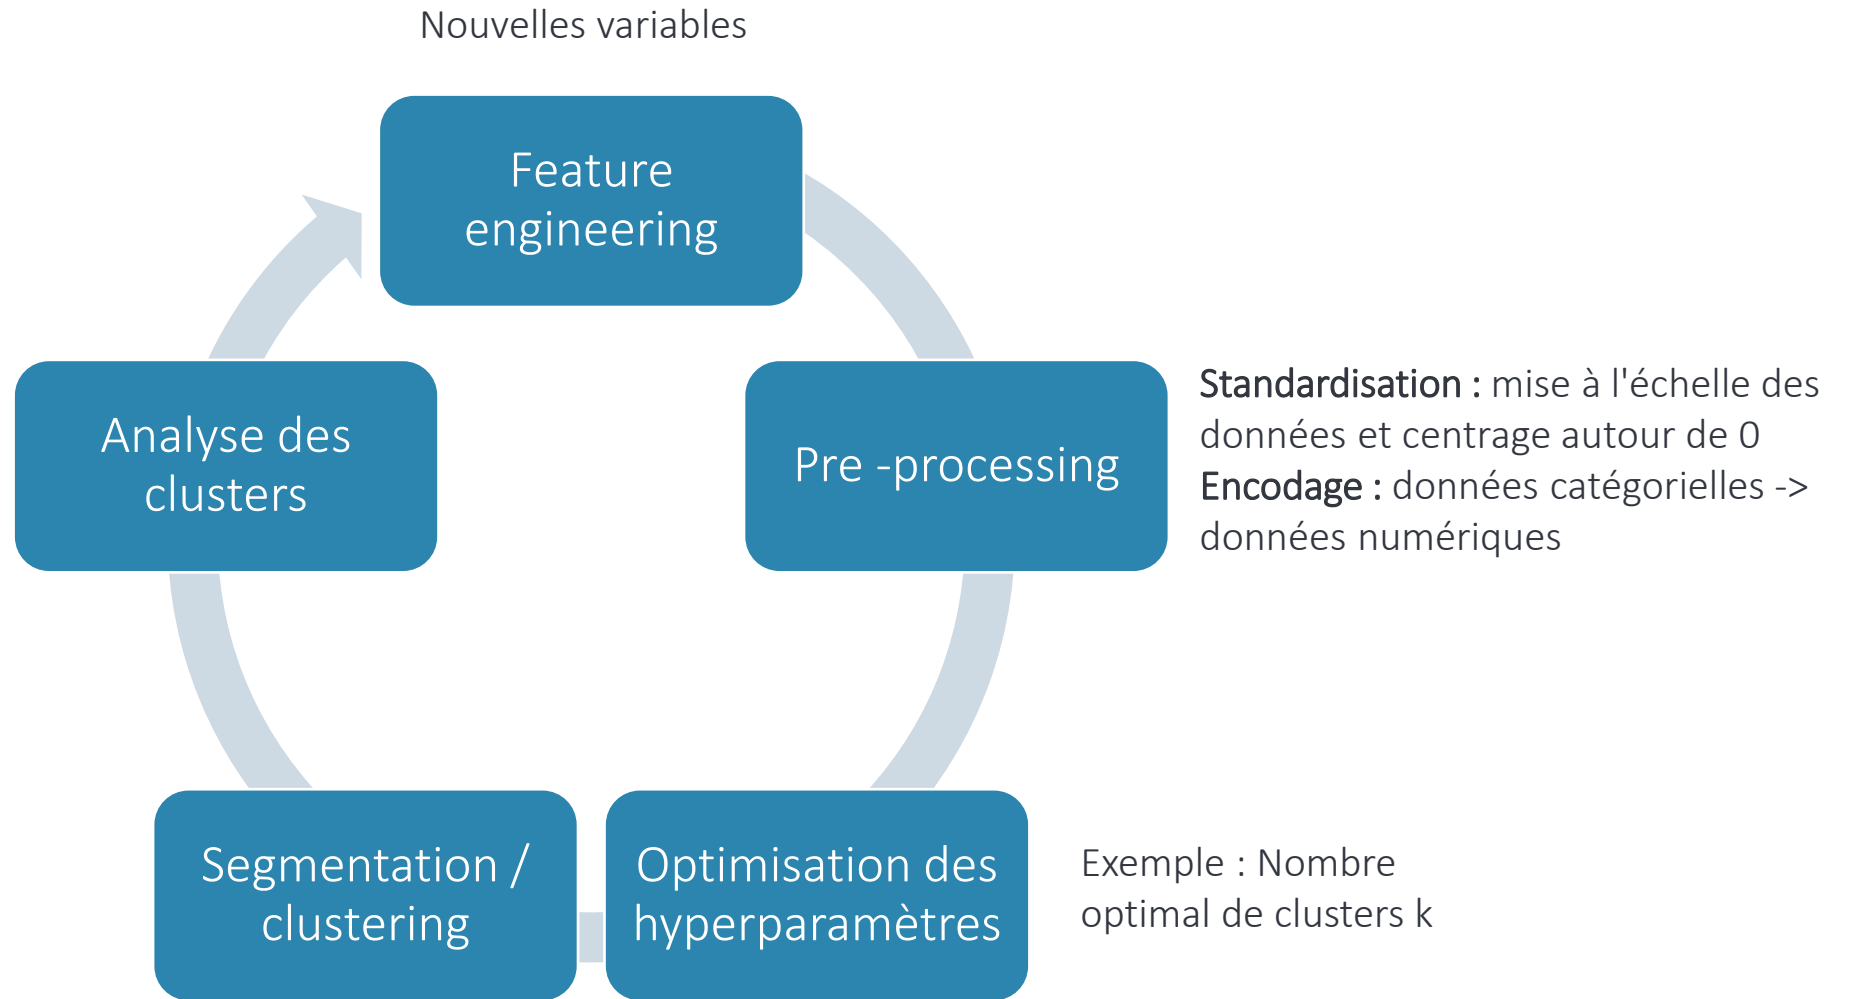 Nouvelles variables
Feature
engineering
Analyse des
clusters
Pre -processing
Standardisation : mise à l'échelle des
données et centrage autour de 0
Encodage : données catégorielles ->
données numériques
Segmentation /
clustering
Optimisation des
hyperparamètres
Exemple : Nombre
optimal de clusters k